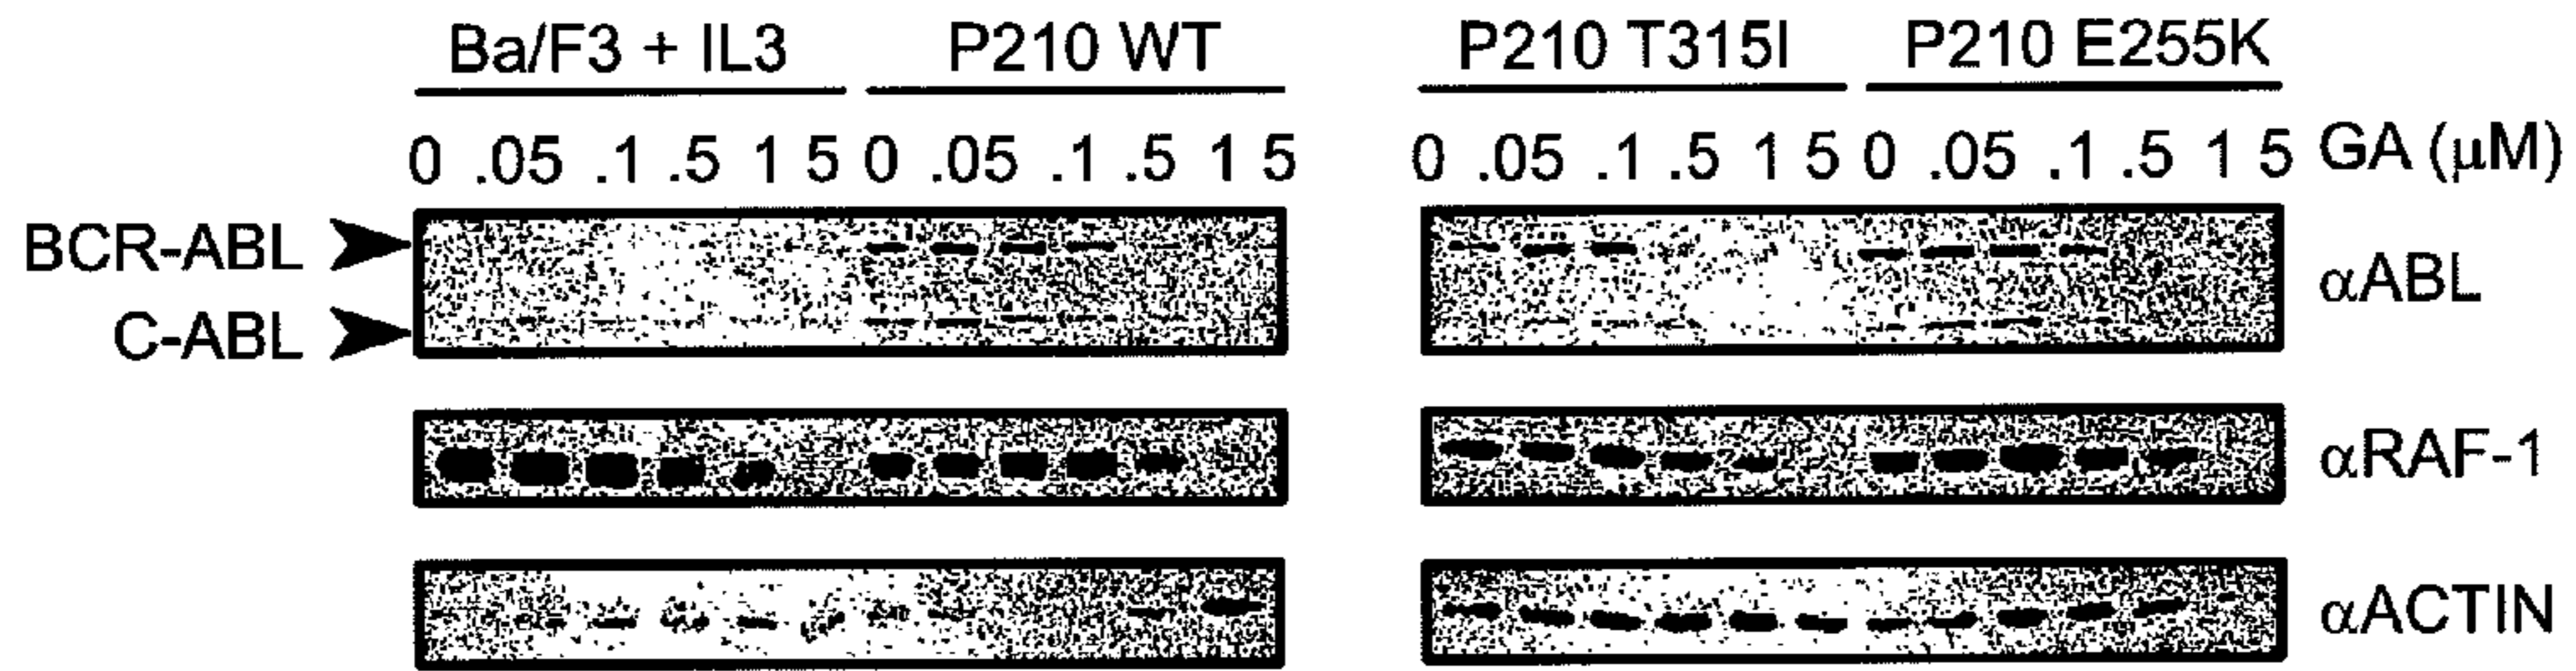 Ba/F3 + IL3 P210 WT P210 T315I P210 E255K
0 .05 .1 .5 1 5 0 .05 .1 .5 1 5 0 .05 .1 .5 1 5 0 .05 .1 .5 1 5 GA (μM)
BCR-ABL
αABL
C-ABL
αRAF-1
αACTIN